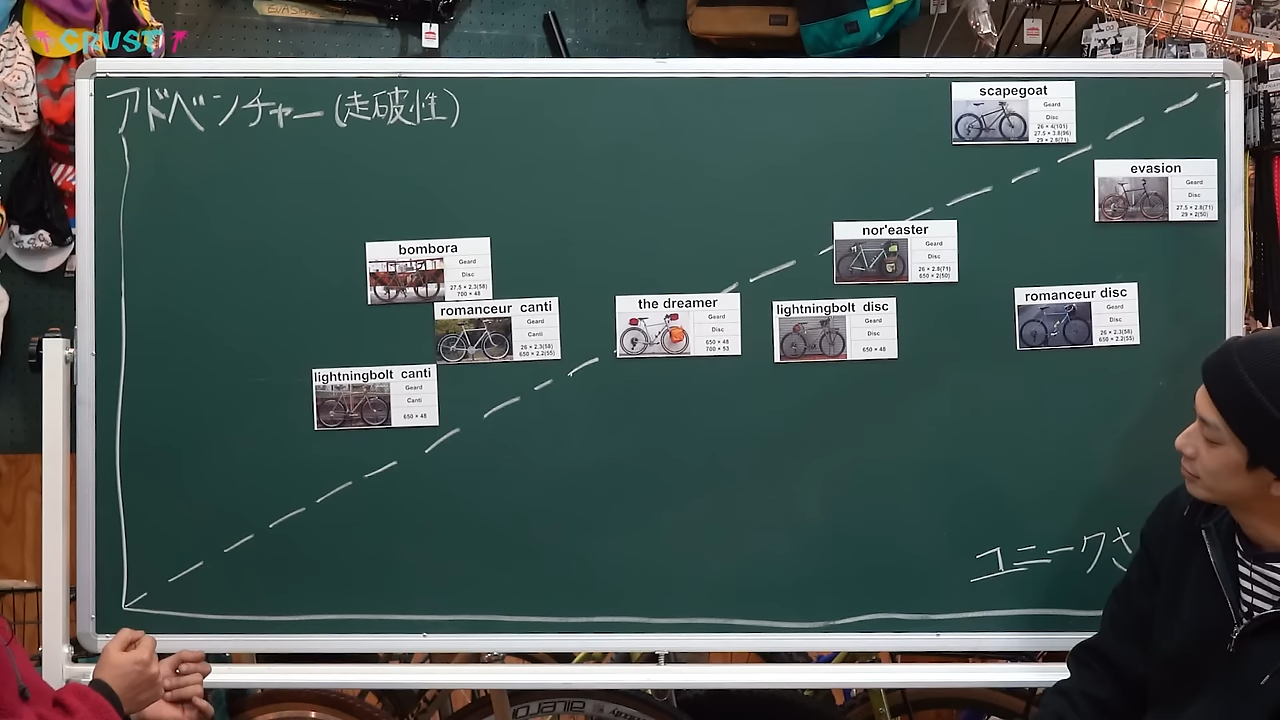 CRUST
アドベンチャー(走破性)
scapegoat
Geard
Disc
26 × 4(101)
27.5 × 3.8(96)
29 × 2.8(71)
evasion
Geard
Disc
27.5 × 2.8(71)
29 × 2(50)
nor'easter
Geard
Disc
26 × 2.8(71)
650 × 2(50)
bombora
Geard
Disc
27.5 × 2.3(58)
700 × 48
romanceur canti
Geard
Canti
26 × 2.3(58)
650 × 2.2(55)
the dreamer
Geard
Disc
650 × 48
700 × 53
lightningbolt disc
Geard
Disc
650 × 48
romanceur disc
Geard
Disc
26 × 2.3(58)
650 × 2.2(55)
lightningbolt canti
Geard
Canti
650 × 48
ユニークさ